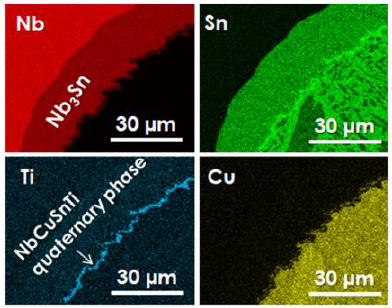 Nb
Nb₃Sn
30 µm
Sn
30 µm
Ti
NbCuSnTi
quaternary phase
30 µm
Cu
30 µm